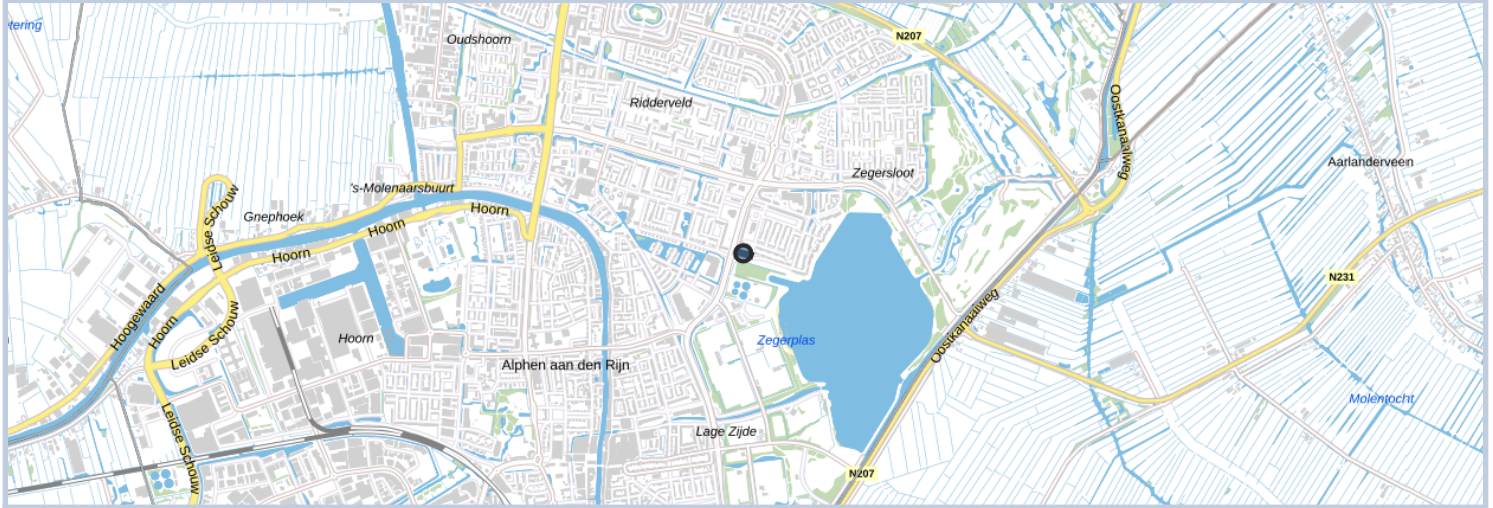 etering
Oudshoorn
N207
Ridderveld
Oostkanaalweg
Aarlanderveen
Zegersloot
's-Molenaarsbuurt
Leidse Schouw
Gnephoek
Hoorn
Hoorn
Hoorn
N231
Hoogewaard
Hoorn
Leidse Schouw
Hoorn
Zegerplas
Oostkanaalweg
Alphen aan den Rijn
Molentocht
Leidse Schouw
Lage Zijde
N207